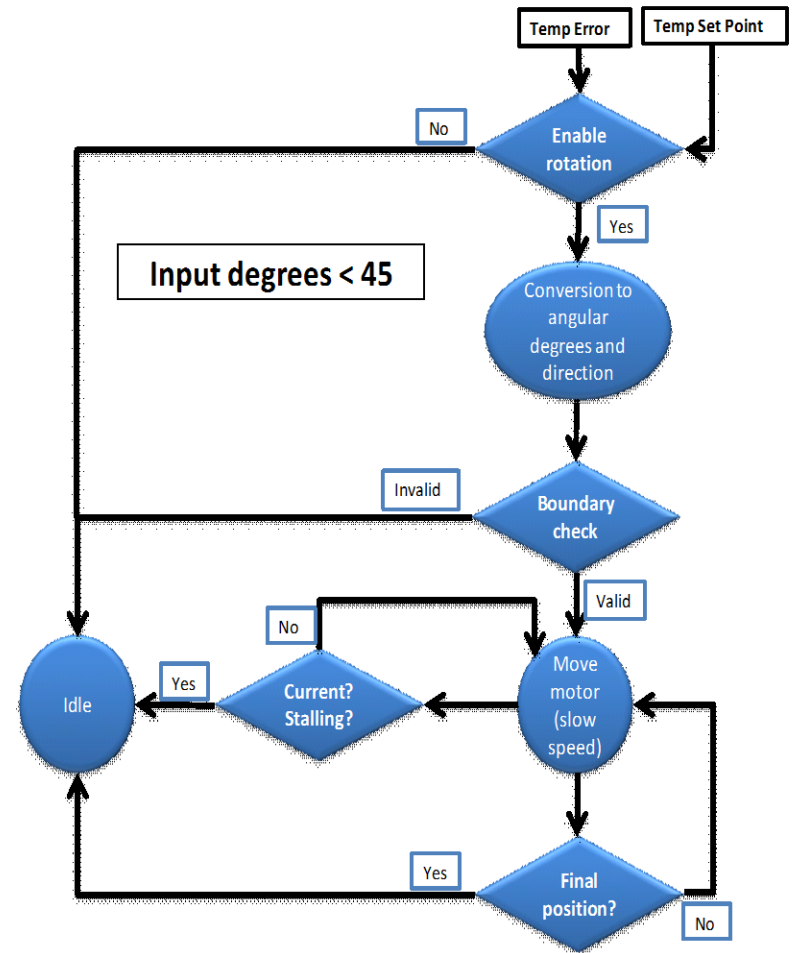 Temp Error
Temp Set Point
No
Enable
rotation
Yes
Input degrees < 45
Conversion to
angular
degrees and
direction
Invalid
Boundary
check
Valid
No
Move
motor
(slow
speed)
Yes
Current?
Stalling?
Idle
Yes
Final
position?
No